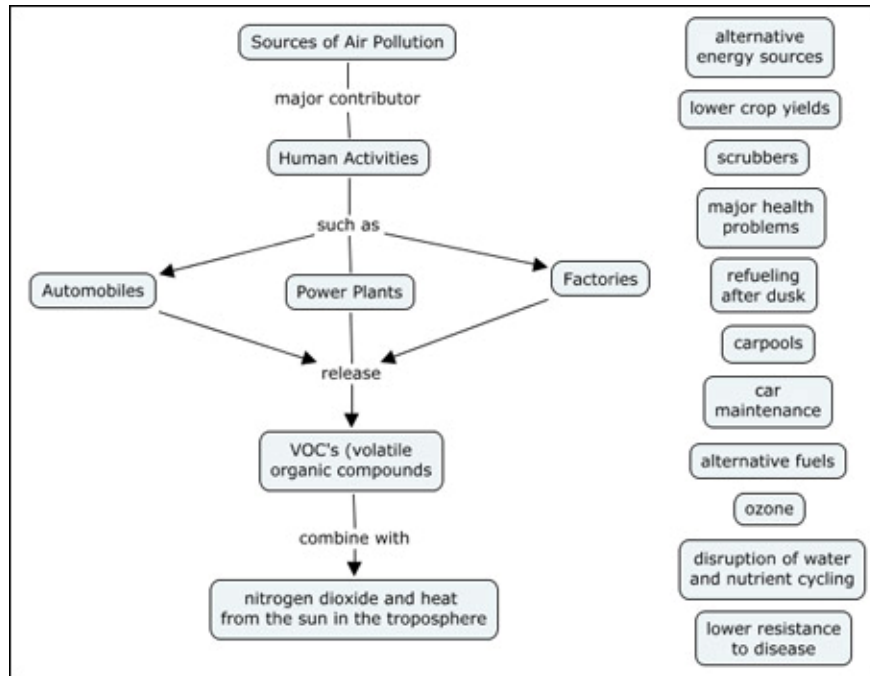 Sources of Air Pollution
major contributor
Human Activities
such as
Automobiles
Power Plants
Factories
release
VOC's (volatile
organic compounds
combine with
nitrogen dioxide and heat
from the sun in the troposphere
alternative
energy sources
lower crop yields
scrubbers
major health
problems
refueling
after dusk
carpools
car
maintenance
alternative fuels
ozone
disruption of water
and nutrient cycling
lower resistance
to disease